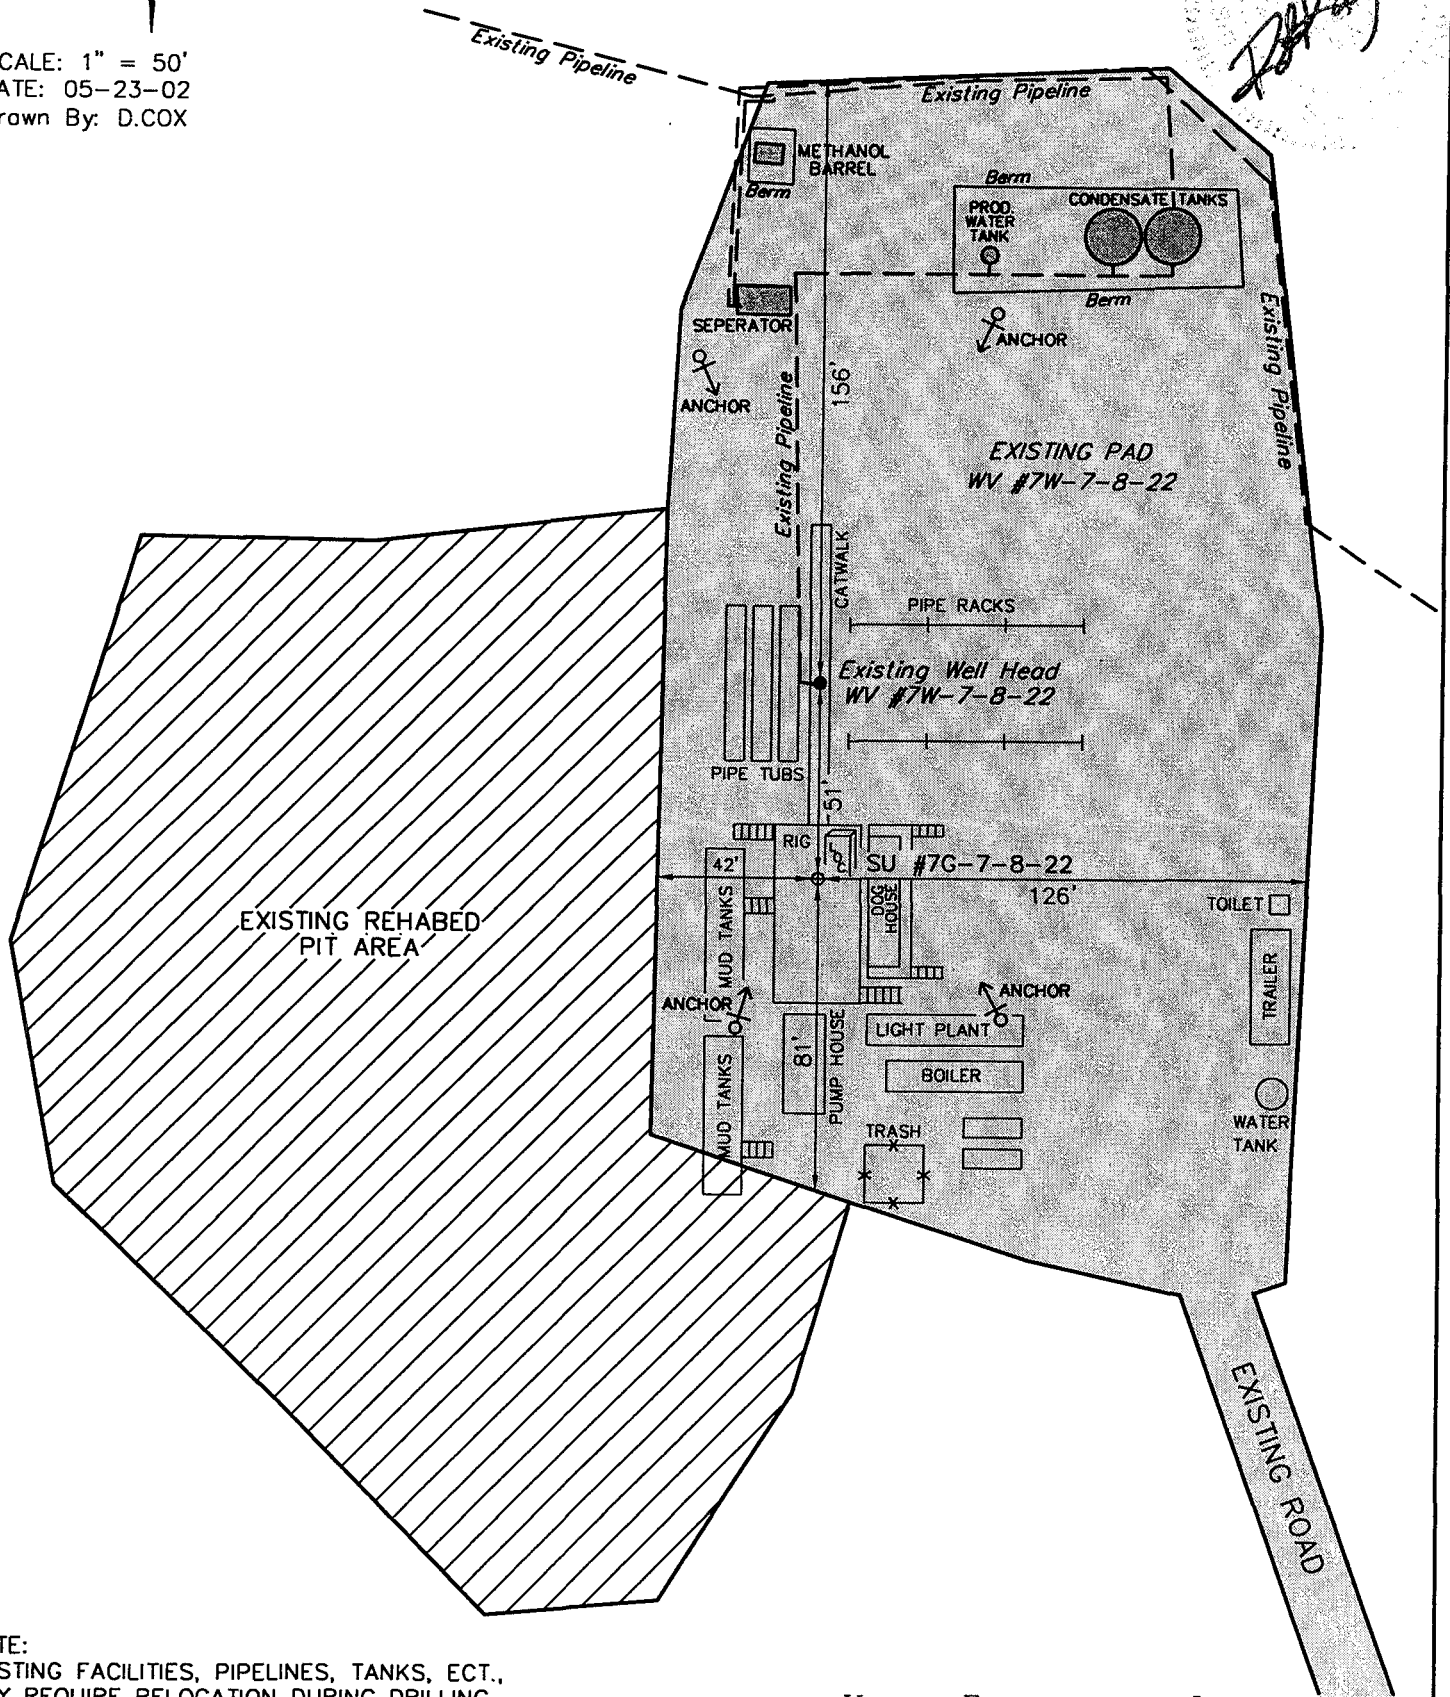 CALE: 1" = 50'
ATE: 05-23-02
rawn By: D.COX
Existing Pipeline
Existing Pipeline
METHANOL
BARREL
Berm
Berm
PROD.
WATER
TANK
CONDENSATE TANKS
Berm
SEPERATOR
ANCHOR
ANCHOR
Existing Pipeline
156'
Existing Pipeline
EXISTING PAD
WV #7W-7-8-22
CATWALK
PIPE RACKS
Existing Well Head
WV #7W-7-8-22
PIPE TUBS
51'
RIG
SU #7G-7-8-22
42'
126'
DOG
HOUSE
TOILET
MUD TANKS
EXISTING REHABED
PIT AREA
TRAILER
ANCHOR
ANCHOR
LIGHT PLANT
81'
PUMP HOUSE
BOILER
MUD TANKS
TRASH
WATER
TANK
EXISTING ROAD
TE:
STING FACILITIES, PIPELINES, TANKS, ECT.,
Y REQUIRE RELOCATION DURING DRILLING